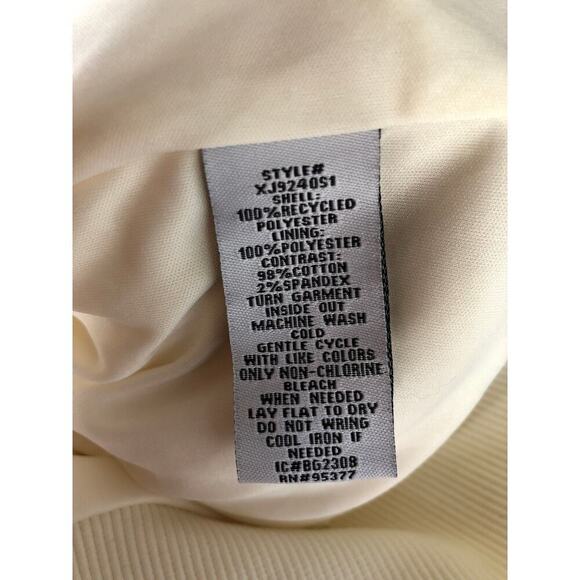 STYLE#
XJ9240S1
SHELL:
100%RECYCLED
POLYESTER
LINING:
100%POLYESTER
CONTRAST:
98%COTTON
2%SPANDEX
TURN GARMENT
INSIDE OUT
MACHINE WASH
COLD
GENTLE CYCLE
WITH LIKE COLORS
ONLY NON-CHLORINE
BLEACH
WHEN NEEDED
LAY FLAT TO DRY
DO NOT WRING
COOL IRON IF
NEEDED
IC#BG2308
RN#95377